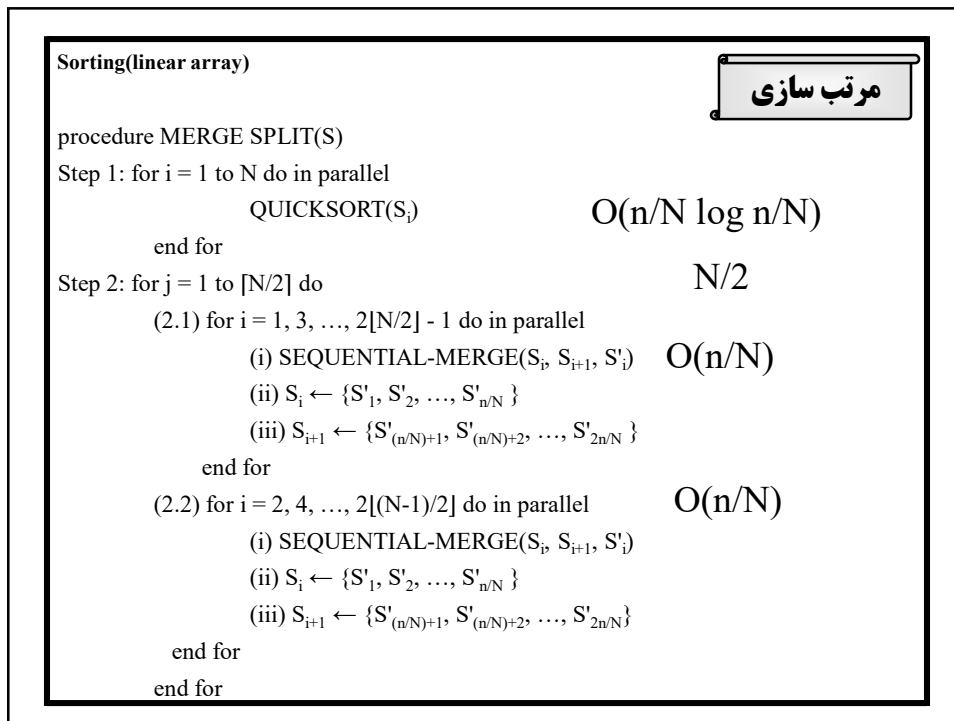 Sorting(linear array)
مرتب سازی
procedure MERGE SPLIT(S)
Step 1: for i = 1 to N do in parallel
QUICKSORT(Sᵢ) O(n/N log n/N)
end for
Step 2: for j = 1 to ⌈N/2⌉ do N/2
(2.1) for i = 1, 3, …, 2⌊N/2⌋ - 1 do in parallel
(i) SEQUENTIAL-MERGE(Sᵢ, Sᵢ₊₁, S'ᵢ) O(n/N)
(ii) Sᵢ ← {S'₁, S'₂, …, S'n/N }
(iii) Sᵢ₊₁ ← {S'(n/N)+1, S'(n/N)+2, …, S'2n/N }
end for
(2.2) for i = 2, 4, …, 2⌊(N-1)/2⌋ do in parallel O(n/N)
(i) SEQUENTIAL-MERGE(Sᵢ, Sᵢ₊₁, S'ᵢ)
(ii) Sᵢ ← {S'₁, S'₂, …, S'n/N }
(iii) Sᵢ₊₁ ← {S'(n/N)+1, S'(n/N)+2, …, S'2n/N}
end for
end for